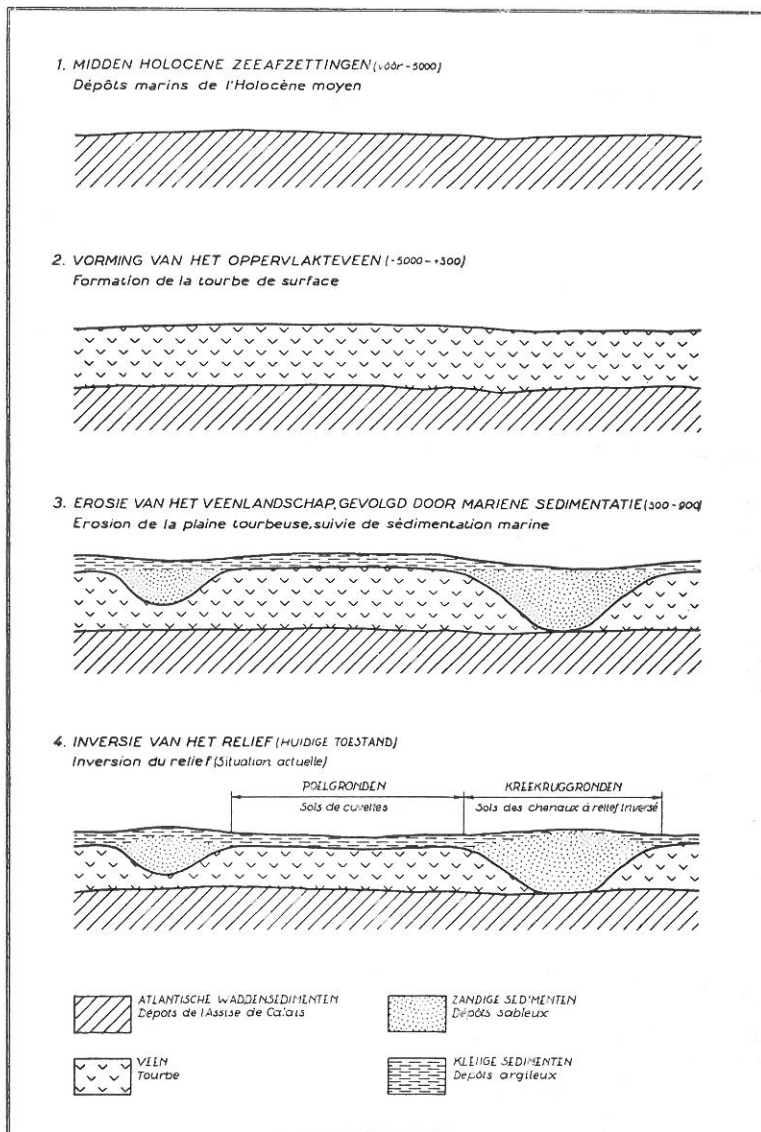 1. MIDDEN HOLOCENE ZEEAFZETTINGEN (vóór -5000)
Dépôts marins de l'Holocène moyen
2. VORMING VAN HET OPPERVLAKTEVEEN (-5000-+300)
Formation de la tourbe de surface
3. EROSIE VAN HET VEENLANDSCHAP, GEVOLGD DOOR MARIENE SEDIMENTATIE (300-900)
Erosion de la plaine tourbeuse, suivie de sédimentation marine
4. INVERSIE VAN HET RELIEF (HUIDIGE TOESTAND)
Inversion du relief (Situation actuelle)
POELGRONDEN
Sols de cuvettes
KREEKRUGGRONDEN
Sols des chenaux à relief inversé
ATLANTISCHE WADDENSEDIMENTEN
Dépots de l'Assise de Calais
ZANDIGE SEDIMENTEN
Dépôts sableux
VEEN
Tourbe
KLEIIGE SEDIMENTEN
Depôts argileux